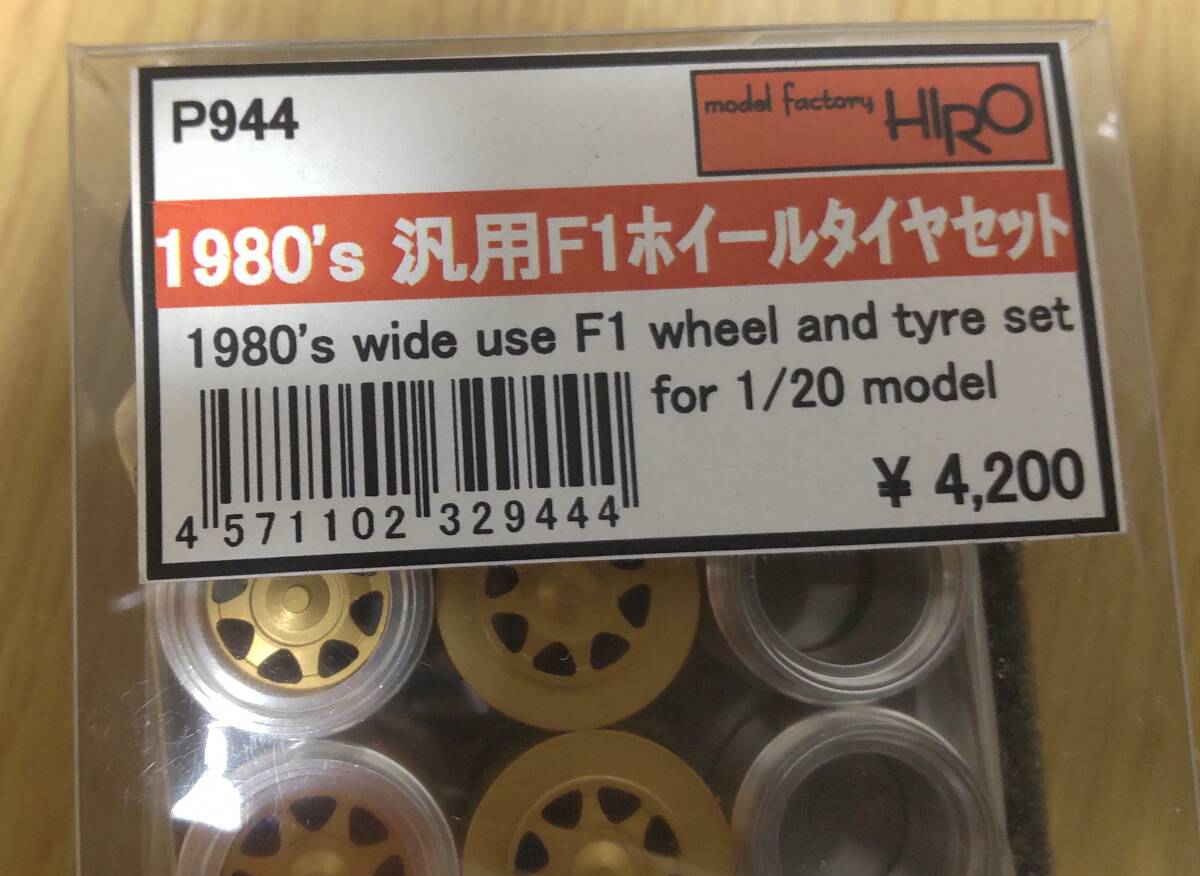 P944
model factory HIRO
1980's 汎用F1ホイールタイヤセット
1980's wide use F1 wheel and tyre set
for 1/20 model
¥ 4,200
4 571102 329444